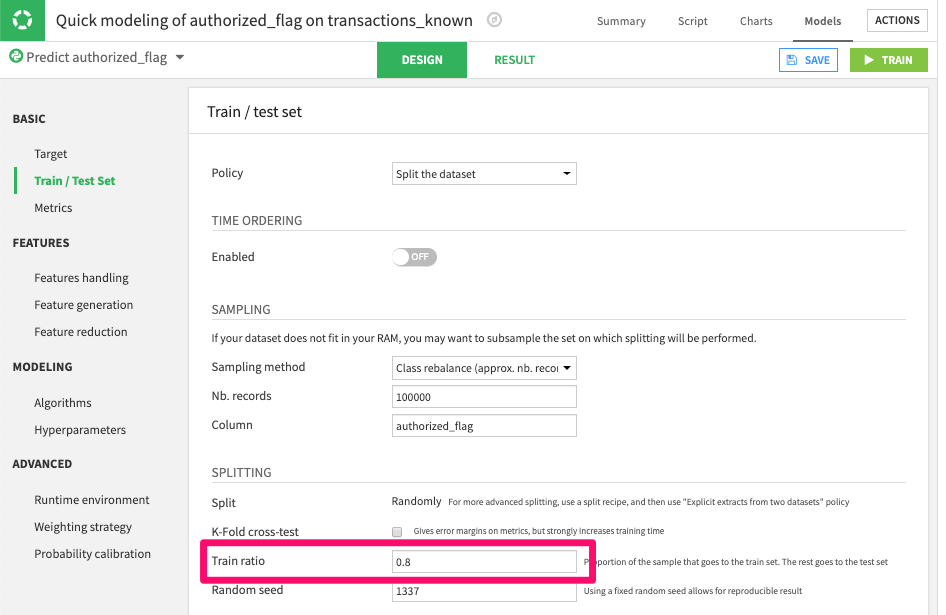 Quick modeling of authorized_flag on transactions_known
Summary Script Charts Models ACTIONS
Predict authorized_flag
DESIGN RESULT SAVE TRAIN
BASIC
Target
Train / Test Set
Metrics
FEATURES
Features handling
Feature generation
Feature reduction
MODELING
Algorithms
Hyperparameters
ADVANCED
Runtime environment
Weighting strategy
Probability calibration
Train / test set
Policy Split the dataset
TIME ORDERING
Enabled OFF
SAMPLING
If your dataset does not fit in your RAM, you may want to subsample the set on which splitting will be performed.
Sampling method Class rebalance (approx. nb. recor
Nb. records 100000
Column authorized_flag
SPLITTING
Split Randomly For more advanced splitting, use a split recipe, and then use "Explicit extracts from two datasets" policy
K-Fold cross-test Gives error margins on metrics, but strongly increases training time
Train ratio 0.8 Proportion of the sample that goes to the train set. The rest goes to the test set
Random seed 1337 Using a fixed random seed allows for reproducible result